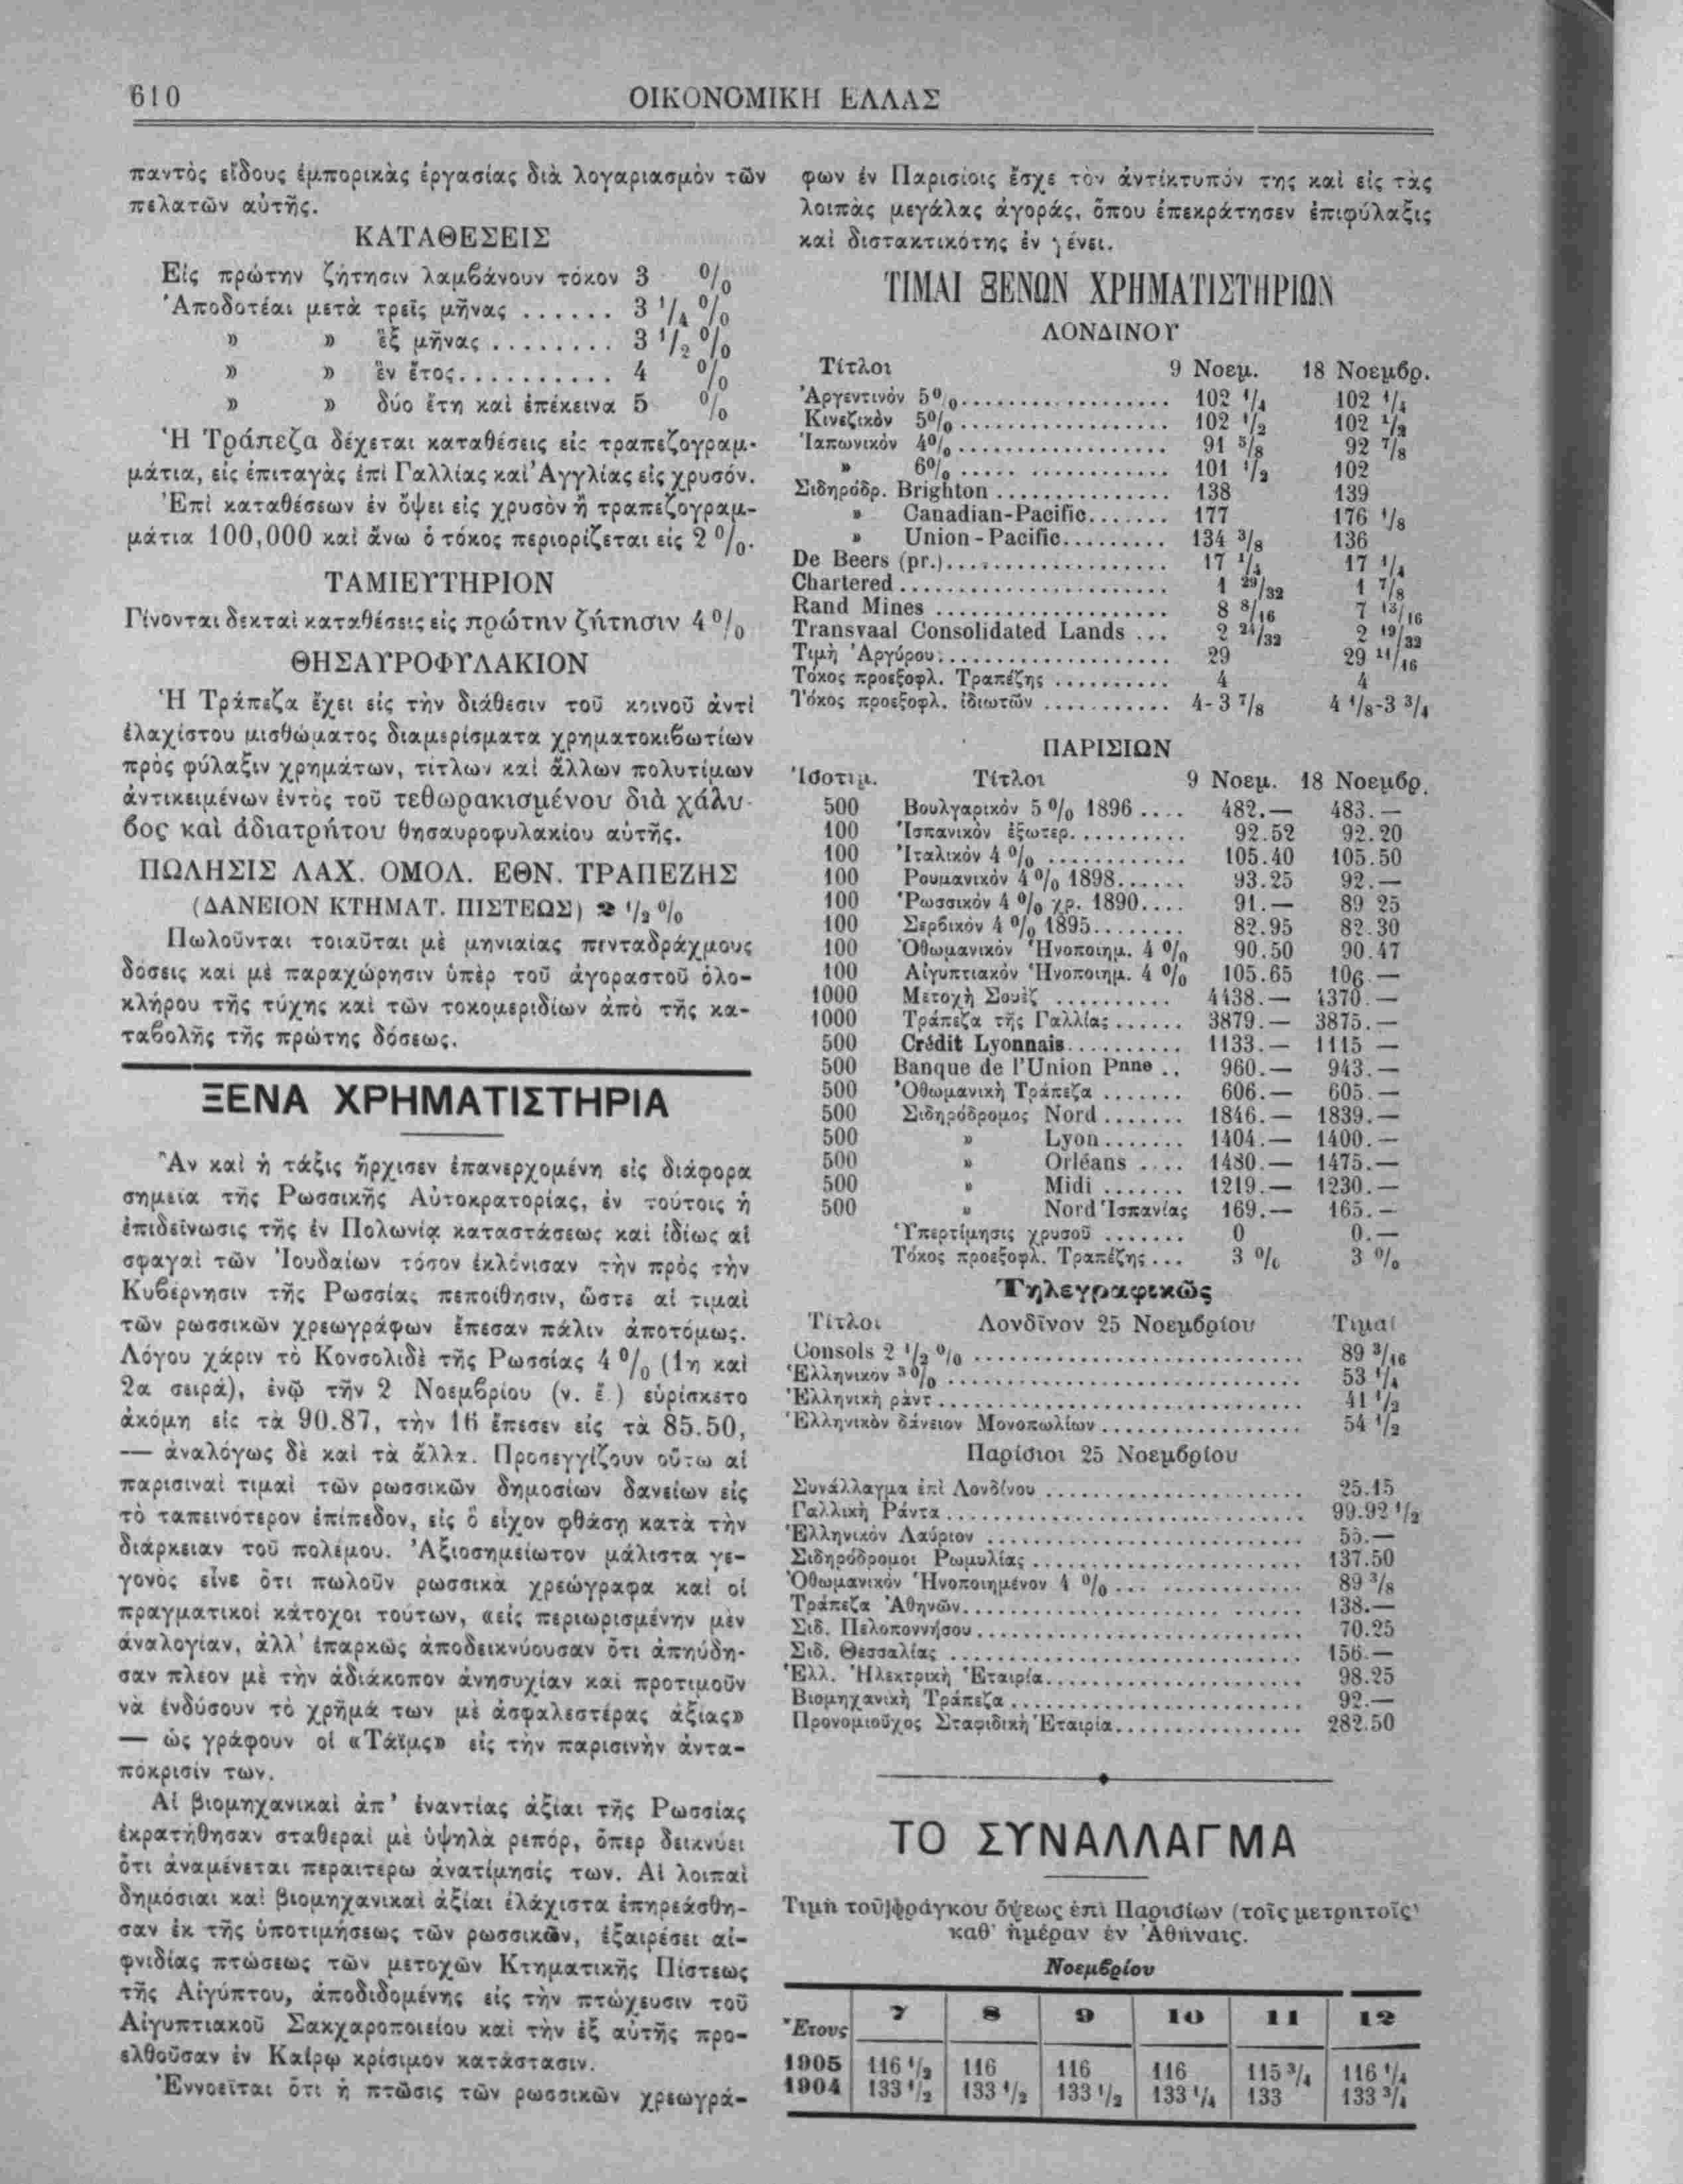 610
ΟΙΚΟΝΟΜΙΚΗ ΕΛΛΑΣ
παντὸς εἴδους ἐμπορικὰς ἐργασίας διὰ λογαριασμὸν τῶν
πελατῶν αὐτῆς.
ΚΑΤΑΘΕΣΕΙΣ
Εἰς πρώτην ζήτησιν λαμβάνουν τόκον 3 %
Ἀποδοτέαι μετὰ τρεῖς μῆνας ...... 3 1/4 %
» » ἓξ μῆνας ........ 3 1/2 %
» » ἓν ἔτος.......... 4 %
» » δύο ἔτη καὶ ἐπέκεινα 5 %
Ἡ Τράπεζα δέχεται καταθέσεις εἰς τραπεζογραμ-
μάτια, εἰς ἐπιταγὰς ἐπὶ Γαλλίας καὶ Ἀγγλίας εἰς χρυσόν.
Ἐπὶ καταθέσεων ἐν ὄψει εἰς χρυσὸν ἢ τραπεζογραμ-
μάτια 100,000 καὶ ἄνω ὁ τόκος περιορίζεται εἰς 2 %.
ΤΑΜΙΕΥΤΗΡΙΟΝ
Γίνονται δεκταὶ καταθέσεις εἰς πρώτην ζήτησιν 4 %
ΘΗΣΑΥΡΟΦΥΛΑΚΙΟΝ
Ἡ Τράπεζα ἔχει εἰς τὴν διάθεσιν τοῦ κοινοῦ ἀντὶ
ἐλαχίστου μισθώματος διαμερίσματα χρηματοκιβωτίων
πρὸς φύλαξιν χρημάτων, τίτλων καὶ ἄλλων πολυτίμων
ἀντικειμένων ἐντὸς τοῦ τεθωρακισμένου διὰ χάλυ-
βος καὶ ἀδιατρήτου θησαυροφυλακίου αὐτῆς.
ΠΩΛΗΣΙΣ ΛΑΧ. ΟΜΟΛ. ΕΘΝ. ΤΡΑΠΕΖΗΣ
(ΔΑΝΕΙΟΝ ΚΤΗΜΑΤ. ΠΙΣΤΕΩΣ) 2 1/2 %
Πωλοῦνται τοιαῦται μὲ μηνιαίας πενταδράχμους
δόσεις καὶ μὲ παραχώρησιν ὑπὲρ τοῦ ἀγοραστοῦ ὁλο-
κλήρου τῆς τύχης καὶ τῶν τοκομεριδίων ἀπὸ τῆς κα-
ταβολῆς τῆς πρώτης δόσεως.
ΞΕΝΑ ΧΡΗΜΑΤΙΣΤΗΡΙΑ
Ἂν καὶ ἡ τάξις ἤρχισεν ἐπανερχομένη εἰς διάφορα
σημεῖα τῆς Ρωσσικῆς Αὐτοκρατορίας, ἐν τούτοις ἡ
ἐπιδείνωσις τῆς ἐν Πολωνίᾳ καταστάσεως καὶ ἰδίως αἱ
σφαγαὶ τῶν Ἰουδαίων τόσον ἐκλόνισαν τὴν πρὸς τὴν
Κυβέρνησιν τῆς Ρωσσίας πεποίθησιν, ὥστε αἱ τιμαὶ
τῶν ρωσσικῶν χρεωγράφων ἔπεσαν πάλιν ἀποτόμως.
Λόγου χάριν τὸ Κονσολιδὲ τῆς Ρωσσίας 4 % (1η καὶ
2α σειρά), ἐνῷ τὴν 2 Νοεμβρίου (ν. ἔ.) εὑρίσκετο
ἀκόμη εἰς τὰ 90.87, τὴν 16 ἔπεσεν εἰς τὰ 85.50,
— ἀναλόγως δὲ καὶ τὰ ἄλλα. Προσεγγίζουν οὕτω αἱ
παρισιναὶ τιμαὶ τῶν ρωσσικῶν δημοσίων δανείων εἰς
τὸ ταπεινότερον ἐπίπεδον, εἰς ὃ εἶχον φθάσῃ κατὰ τὴν
διάρκειαν τοῦ πολέμου. Ἀξιοσημείωτον μάλιστα γε-
γονὸς εἶνε ὅτι πωλοῦν ρωσσικὰ χρεώγραφα καὶ οἱ
πραγματικοὶ κάτοχοι τούτων, «εἰς περιωρισμένην μὲν
ἀναλογίαν, ἀλλ' ἐπαρκῶς ἀποδεικνύουσαν ὅτι ἀπηύδη-
σαν πλέον μὲ τὴν ἀδιάκοπον ἀνησυχίαν καὶ προτιμοῦν
νὰ ἐνδύσουν τὸ χρῆμά των μὲ ἀσφαλεστέρας ἀξίας»
— ὡς γράφουν οἱ «Τάϊμς» εἰς τὴν παρισινὴν ἀντα-
πόκρισίν των.
Αἱ βιομηχανικαὶ ἀπ' ἐναντίας ἀξίαι τῆς Ρωσσίας
ἐκρατήθησαν σταθεραὶ μὲ ὑψηλὰ ρεπόρ, ὅπερ δεικνύει
ὅτι ἀναμένεται περαιτέρω ἀνατίμησίς των. Αἱ λοιπαὶ
δημόσιαι καὶ βιομηχανικαὶ ἀξίαι ἐλάχιστα ἐπηρεάσθη-
σαν ἐκ τῆς ὑποτιμήσεως τῶν ρωσσικῶν, ἐξαιρέσει αἰ-
φνιδίας πτώσεως τῶν μετοχῶν Κτηματικῆς Πίστεως
τῆς Αἰγύπτου, ἀποδιδομένης εἰς τὴν πτώχευσιν τοῦ
Αἰγυπτιακοῦ Σακχαροποιείου καὶ τὴν ἐξ αὐτῆς προ-
ελθοῦσαν ἐν Καΐρῳ κρίσιμον κατάστασιν.
Ἐννοεῖται ὅτι ἡ πτῶσις τῶν ρωσσικῶν χρεωγρά-
φων ἐν Παρισίοις ἔσχε τὸν ἀντίκτυπόν της καὶ εἰς τὰς
λοιπὰς μεγάλας ἀγοράς, ὅπου ἐπεκράτησεν ἐπιφύλαξις
καὶ διστακτικότης ἐν γένει.
ΤΙΜΑΙ ΞΕΝΩΝ ΧΡΗΜΑΤΙΣΤΗΡΙΩΝ
ΛΟΝΔΙΝΟΥ
Τίτλοι 9 Νοεμ. 18 Νοεμβρ.
Ἀργεντινόν 5%.................. 102 1/4 102 1/4
Κινεζικὸν 5% .................. 102 1/2 102 1/2
Ἰαπωνικόν 4% .................. 91 5/8 92 7/8
» 6% .................. 101 1/2 102
Σιδηρόδρ. Brighton ............... 138 139
» Canadian-Pacific....... 177 176 1/8
» Union-Pacific......... 134 3/8 136
De Beers (pr.).................... 17 1/4 17 1/4
Chartered........................ 1 29/32 1 7/8
Rand Mines ..................... 8 8/16 7 13/16
Transvaal Consolidated Lands ... 2 21/32 2 19/32
Τιμὴ Ἀργύρου.................... 29 29 11/16
Τόκος προεξοφλ. Τραπέζης .......... 4 4
Τόκος προεξοφλ. ἰδιωτῶν ........... 4-3 7/8 4 1/8-3 3/4
ΠΑΡΙΣΙΩΝ
Ἰσοτιμ. Τίτλοι 9 Νοεμ. 18 Νοεμβρ.
500 Βουλγαρικόν 5 % 1896 .... 482.— 483.—
100 Ἱσπανικὸν ἐξωτερ.......... 92.52 92.20
100 Ἰταλικόν 4 % ............ 105.40 105.50
100 Ρουμανικόν 4 % 1898...... 93.25 92.—
100 Ῥωσσικόν 4 % χρ. 1890.... 91.— 89 25
100 Σερβικόν 4 % 1895........ 82.95 82.30
100 Ὀθωμανικόν Ἡνοποιημ. 4 % 90.50 90.47
100 Αἰγυπτιακόν Ἡνοποιημ. 4 % 105.65 106.—
1000 Μετοχὴ Σουὲζ .......... 4438.— 4370.—
1000 Τράπεζα τῆς Γαλλίας...... 3879.— 3875.—
500 Crédit Lyonnais.......... 1133.— 1115 —
500 Banque de l'Union Pnne .. 960.— 943.—
500 Ὀθωμανικὴ Τράπεζα ....... 606.— 605.—
500 Σιδηρόδρομος Nord....... 1846.— 1839.—
500 » Lyon....... 1404.— 1400.—
500 » Orléans .... 1480.— 1475.—
500 » Midi ....... 1219.— 1230.—
500 » Nord Ἱσπανίας 169.— 165.—
Ὑπερτίμησις χρυσοῦ ....... 0 0.—
Τόκος προεξοφλ. Τραπέζης... 3 % 3 %
Τηλεγραφικῶς
Τίτλοι Λονδῖνον 25 Νοεμβρίου Τιμαί
Consols 2 1/2 % ............................ 89 3/16
Ἑλληνικόν 5% .............................. 53 1/4
Ἑλληνικὴ ρὰντ.............................. 41 1/2
Ἑλληνικὸν δάνειον Μονοπωλίων................ 54 1/2
Παρίσιοι 25 Νοεμβρίου
Συνάλλαγμα ἐπὶ Λονδίνου ...................... 25.15
Γαλλικὴ Ράντα................................ 99.92 1/2
Ἑλληνικόν Λαύριον ........................... 55.—
Σιδηρόδρομοι Ρωμυλίας........................ 137.50
Ὀθωμανικόν Ἡνοποιημένον 4 % ................ 89 3/8
Τράπεζα Ἀθηνῶν.............................. 138.—
Σιδ. Πελοποννήσου............................ 70.25
Σιδ. Θεσσαλίας .............................. 156.—
Ἑλλ. Ἠλεκτρικὴ Ἑταιρία...................... 98.25
Βιομηχανικὴ Τράπεζα.......................... 92.—
Προνομιοῦχος Σταφιδικὴ Ἑταιρία................ 282.50
ΤΟ ΣΥΝΑΛΛΑΓΜΑ
Τιμὴ τοῦ φράγκου ὄψεως ἐπὶ Παρισίων (τοῖς μετρητοῖς)
καθ' ἡμέραν ἐν Ἀθήναις.
Νοεμβρίου
Ἔτους 7 8 9 10 11 12
1905 116 1/2 116 116 116 115 3/4 116 1/4
1904 133 1/2 133 1/2 133 1/2 133 1/4 133 133 3/4